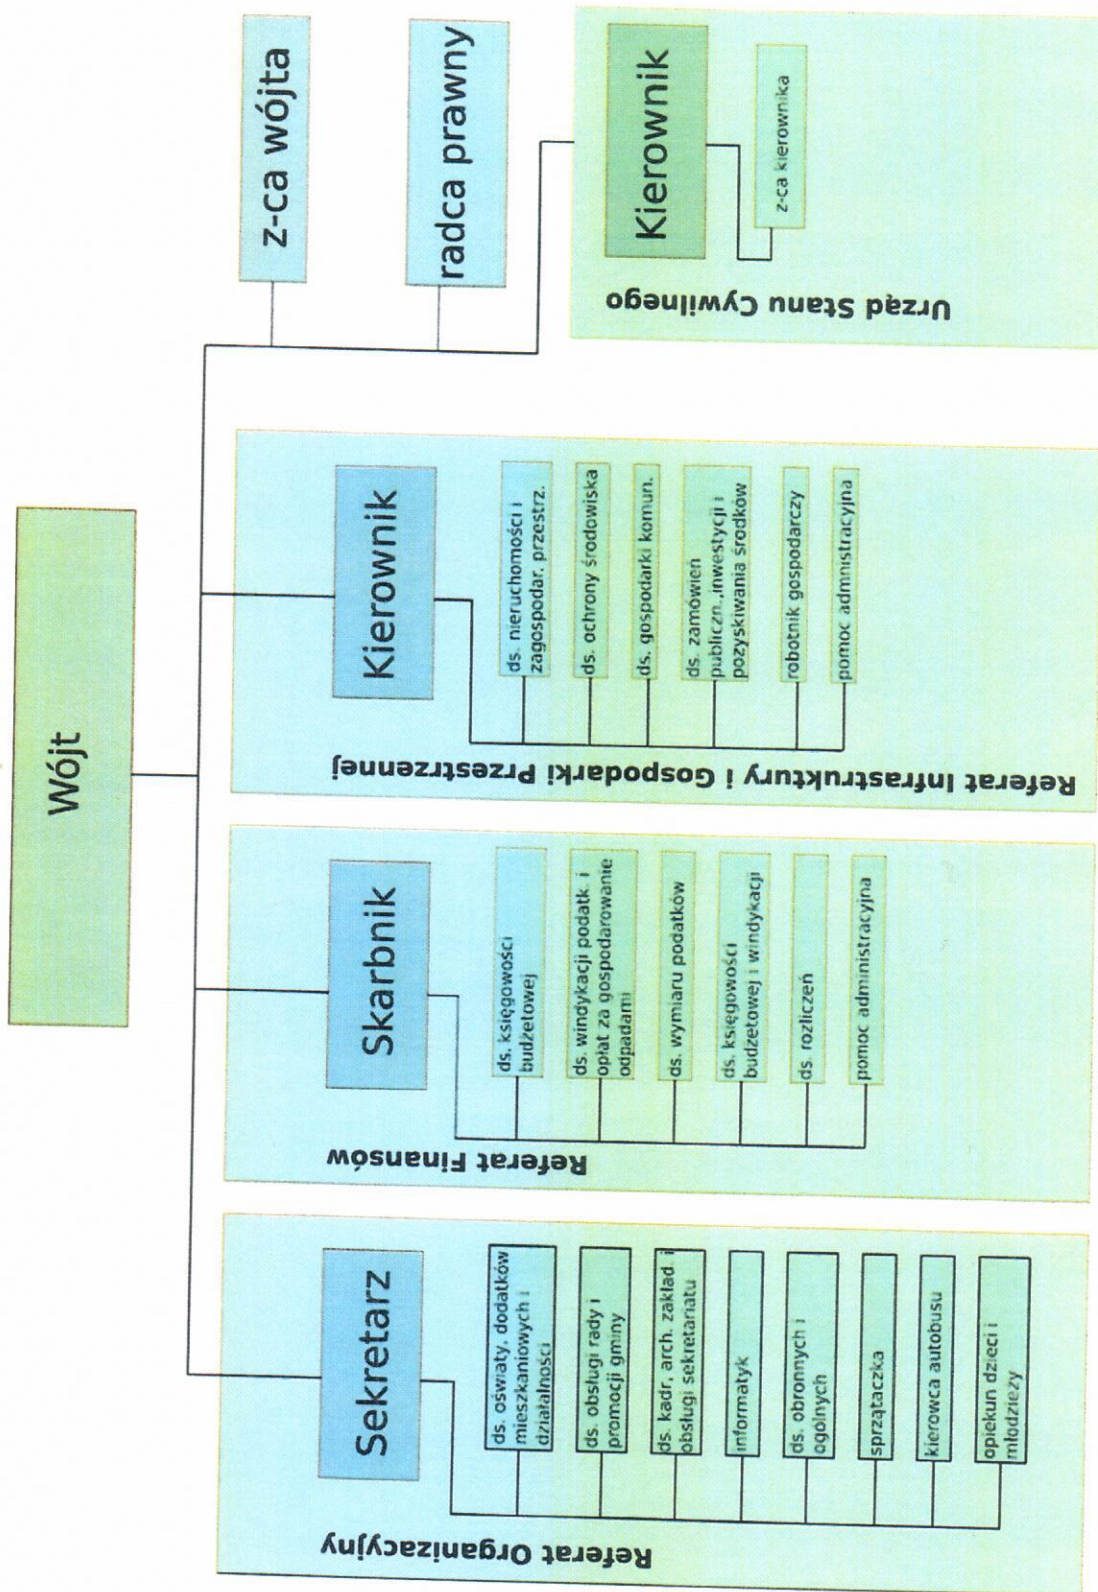 Wójt
Referat Organizacyjny
Sekretarz
ds. oświaty, dodatków
mieszkaniowych i
działalności
ds. obsługi rady i
promocji gminy
ds. kadr, arch. zakład. i
obsługi sekretariatu
informatyk
ds. obronnych i
ogolnych
sprzątaczka
kierowca autobusu
opiekun dzieci i
młodzieży
Referat Finansów
Skarbnik
ds. księgowości
budżetowej
ds. windykacji podatk. i
opłat za gospodarowanie
odpadami
ds. wymiaru podatków
ds. księgowości
budżetowej i windykacji
ds. rozliczeń
pomoc administracyjna
Referat Infrastruktury i Gospodarki Przestrzennej
Kierownik
ds. nieruchomości i
zagospodar. przestrz.
ds. ochrony środowiska
ds. gospodarki komun.
ds. zamówień
publiczn.,inwestycji i
pozyskiwania środków
robotnik gospodarczy
pomoc admnistracyjna
z-ca wójta
radca prawny
Urząd Stanu Cywilnego
Kierownik
z-ca kierownika